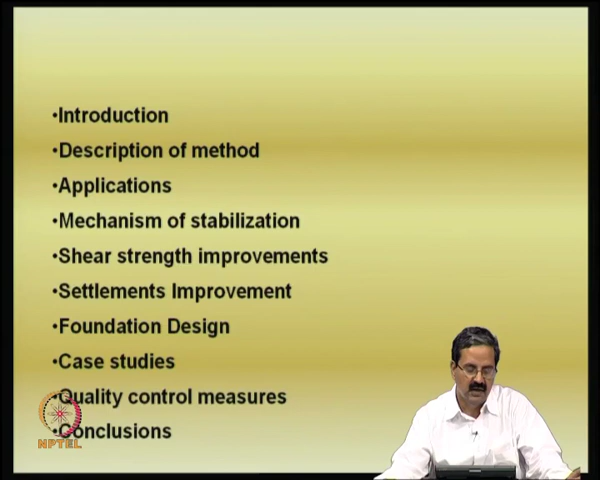 •Introduction
•Description of method
•Applications
•Mechanism of stabilization
•Shear strength improvements
•Settlements Improvement
•Foundation Design
•Case studies
•Quality control measures
•Conclusions
NPTEL